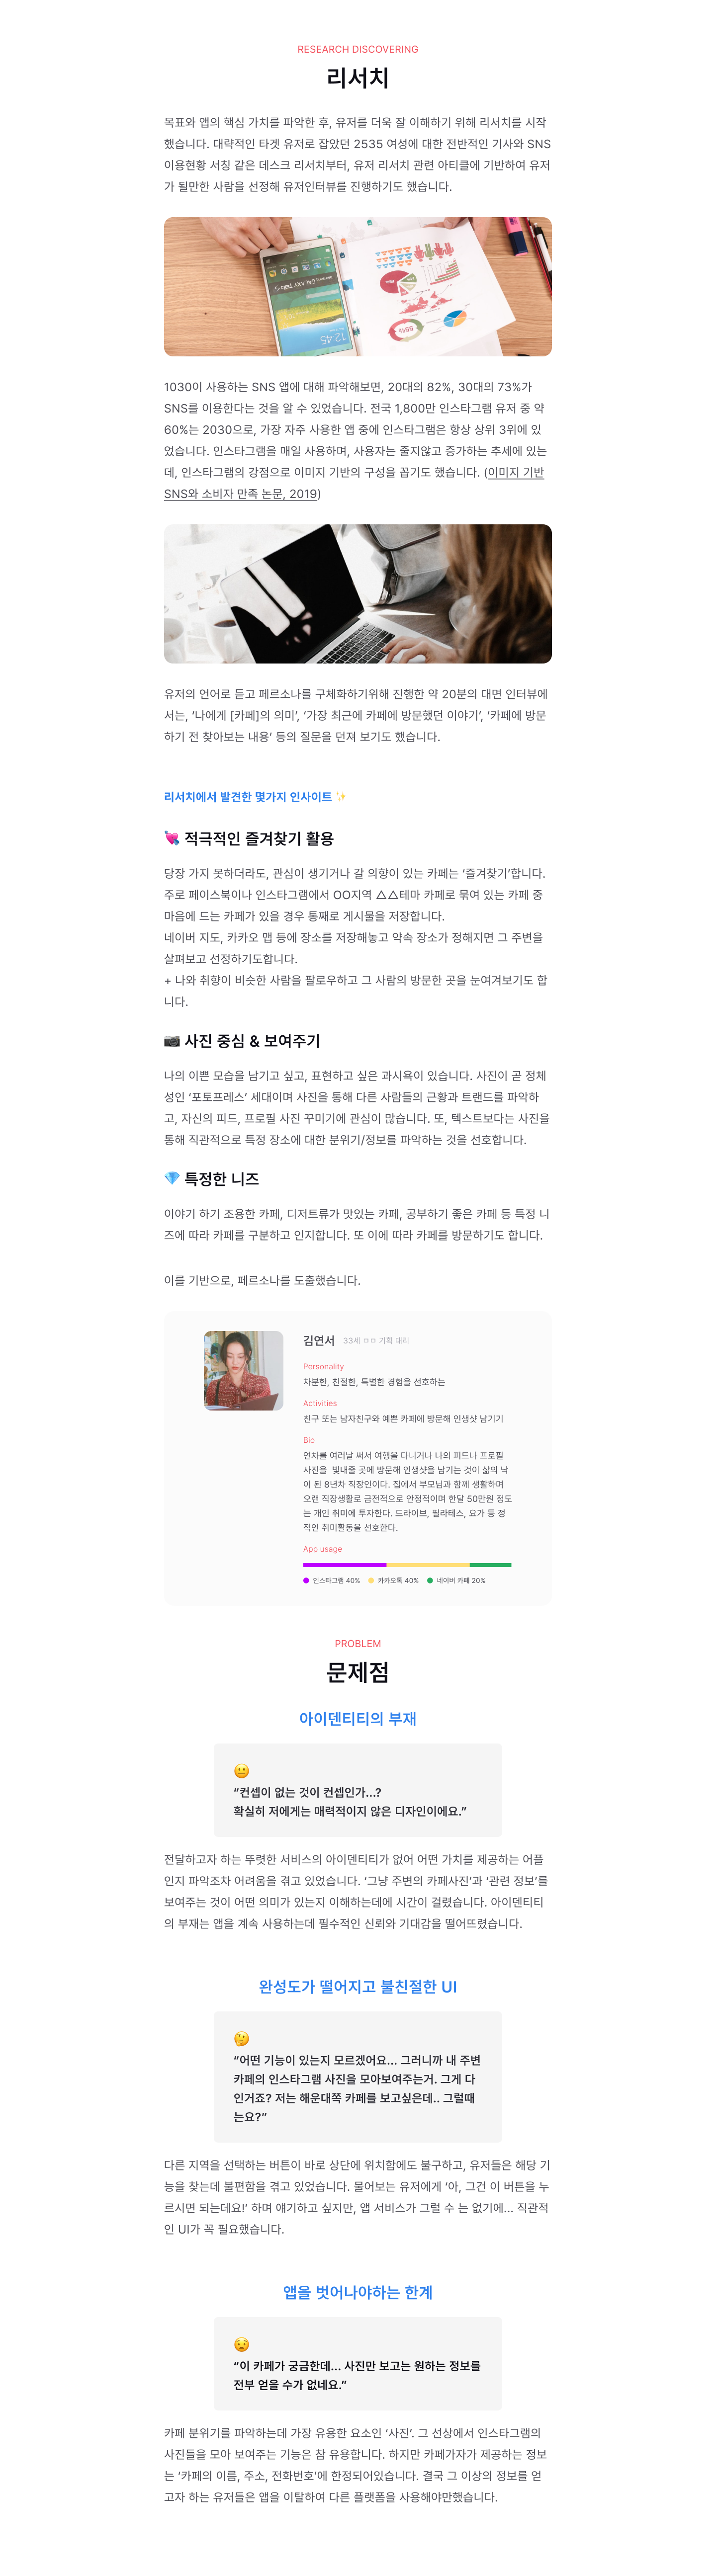 RESEARCH DISCOVERING
리서치
목표와 앱의 핵심 가치를 파악한 후, 유저를 더욱 잘 이해하기 위해 리서치를 시작
했습니다. 대략적인 타겟 유저로 잡았던 2535 여성에 대한 전반적인 기사와 SNS
이용현황 서칭 같은 데스크 리서치부터, 유저 리서치 관련 아티클에 기반하여 유저
가 될만한 사람을 선정해 유저인터뷰를 진행하기도 했습니다.
12:45
55%
1030이 사용하는 SNS 앱에 대해 파악해보면, 20대의 82%, 30대의 73%가
SNS를 이용한다는 것을 알 수 있었습니다. 전국 1,800만 인스타그램 유저 중 약
60%는 2030으로, 가장 자주 사용한 앱 중에 인스타그램은 항상 상위 3위에 있
었습니다. 인스타그램을 매일 사용하며, 사용자는 줄지않고 증가하는 추세에 있는
데, 인스타그램의 강점으로 이미지 기반의 구성을 꼽기도 했습니다. (이미지 기반
SNS와 소비자 만족 논문, 2019)
유저의 언어로 듣고 페르소나를 구체화하기위해 진행한 약 20분의 대면 인터뷰에
서는, ‘나에게 [카페]의 의미’, ‘가장 최근에 카페에 방문했던 이야기’, ‘카페에 방문
하기 전 찾아보는 내용’ 등의 질문을 던져 보기도 했습니다.
리서치에서 발견한 몇가지 인사이트 ✨
💘 적극적인 즐겨찾기 활용
당장 가지 못하더라도, 관심이 생기거나 갈 의향이 있는 카페는 ‘즐겨찾기’합니다.
주로 페이스북이나 인스타그램에서 OO지역 △△테마 카페로 묶여 있는 카페 중
마음에 드는 카페가 있을 경우 통째로 게시물을 저장합니다.
네이버 지도, 카카오 맵 등에 장소를 저장해놓고 약속 장소가 정해지면 그 주변을
살펴보고 선정하기도합니다.
+ 나와 취향이 비슷한 사람을 팔로우하고 그 사람의 방문한 곳을 눈여겨보기도 합
니다.
📷 사진 중심 & 보여주기
나의 이쁜 모습을 남기고 싶고, 표현하고 싶은 과시욕이 있습니다. 사진이 곧 정체
성인 ‘포토프레스’ 세대이며 사진을 통해 다른 사람들의 근황과 트랜드를 파악하
고, 자신의 피드, 프로필 사진 꾸미기에 관심이 많습니다. 또, 텍스트보다는 사진을
통해 직관적으로 특정 장소에 대한 분위기/정보를 파악하는 것을 선호합니다.
💎 특정한 니즈
이야기 하기 조용한 카페, 디저트류가 맛있는 카페, 공부하기 좋은 카페 등 특정 니
즈에 따라 카페를 구분하고 인지합니다. 또 이에 따라 카페를 방문하기도 합니다.
이를 기반으로, 페르소나를 도출했습니다.
김연서 33세 ㅁㅁ 기획 대리
Personality
차분한, 친절한, 특별한 경험을 선호하는
Activities
친구 또는 남자친구와 예쁜 카페에 방문해 인생샷 남기기
Bio
연차를 여러날 써서 여행을 다니거나 나의 피드나 프로필
사진을 빛내줄 곳에 방문해 인생샷을 남기는 것이 삶의 낙
이 된 8년차 직장인이다. 집에서 부모님과 함께 생활하며
오랜 직장생활로 금전적으로 안정적이며 한달 50만원 정도
는 개인 취미에 투자한다. 드라이브, 필라테스, 요가 등 정
적인 취미활동을 선호한다.
App usage
인스타그램 40% 카카오톡 40% 네이버 카페 20%
PROBLEM
문제점
아이덴티티의 부재
😐
“컨셉이 없는 것이 컨셉인가...?
확실히 저에게는 매력적이지 않은 디자인이에요.”
전달하고자 하는 뚜렷한 서비스의 아이덴티티가 없어 어떤 가치를 제공하는 어플
인지 파악조차 어려움을 겪고 있었습니다. ‘그냥 주변의 카페사진’과 ‘관련 정보’를
보여주는 것이 어떤 의미가 있는지 이해하는데에 시간이 걸렸습니다. 아이덴티티
의 부재는 앱을 계속 사용하는데 필수적인 신뢰와 기대감을 떨어뜨렸습니다.
완성도가 떨어지고 불친절한 UI
🤔
“어떤 기능이 있는지 모르겠어요... 그러니까 내 주변
카페의 인스타그램 사진을 모아보여주는거. 그게 다
인거죠? 저는 해운대쪽 카페를 보고싶은데.. 그럴때
는요?”
다른 지역을 선택하는 버튼이 바로 상단에 위치함에도 불구하고, 유저들은 해당 기
능을 찾는데 불편함을 겪고 있었습니다. 물어보는 유저에게 ‘아, 그건 이 버튼을 누
르시면 되는데요!’ 하며 얘기하고 싶지만, 앱 서비스가 그럴 수 는 없기에... 직관적
인 UI가 꼭 필요했습니다.
앱을 벗어나야하는 한계
😧
“이 카페가 궁금한데... 사진만 보고는 원하는 정보를
전부 얻을 수가 없네요.”
카페 분위기를 파악하는데 가장 유용한 요소인 ‘사진’. 그 선상에서 인스타그램의
사진들을 모아 보여주는 기능은 참 유용합니다. 하지만 카페가자가 제공하는 정보
는 ‘카페의 이름, 주소, 전화번호’에 한정되어있습니다. 결국 그 이상의 정보를 얻
고자 하는 유저들은 앱을 이탈하여 다른 플랫폼을 사용해야만했습니다.